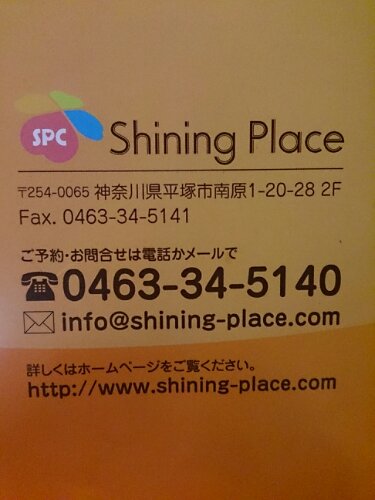 SPC
Shining Place
〒254-0065 神奈川県平塚市南原1-20-28 2F
Fax. 0463-34-5141
ご予約・お問合せは電話かメールで
☎0463-34-5140
✉info@shining-place.com
詳しくはホームページをご覧ください。
http://www.shining-place.com